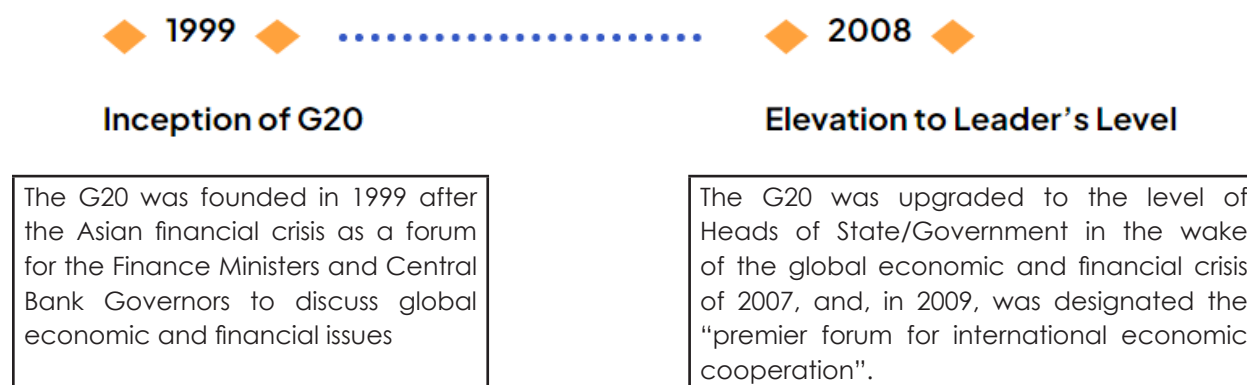 1999
2008
Inception of G20
Elevation to Leader’s Level
The G20 was founded in 1999 after
the Asian financial crisis as a forum
for the Finance Ministers and Central
Bank Governors to discuss global
economic and financial issues
The G20 was upgraded to the level of
Heads of State/Government in the wake
of the global economic and financial crisis
of 2007, and, in 2009, was designated the
“premier forum for international economic
cooperation”.